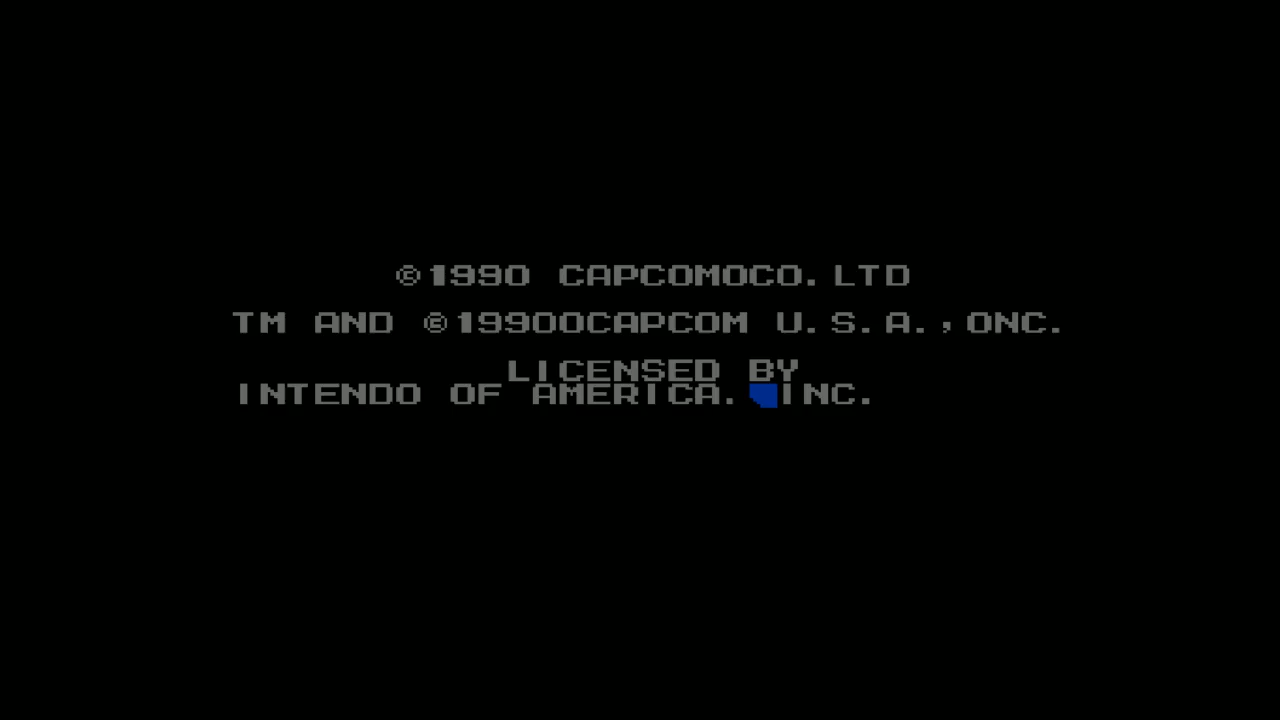 ©1990 CAPCOMOCO.LTD
TM AND ©19900CAPCOM U.S.A.,ONC.
LICENSED BY
INTENDO OF AMERICA. INC.